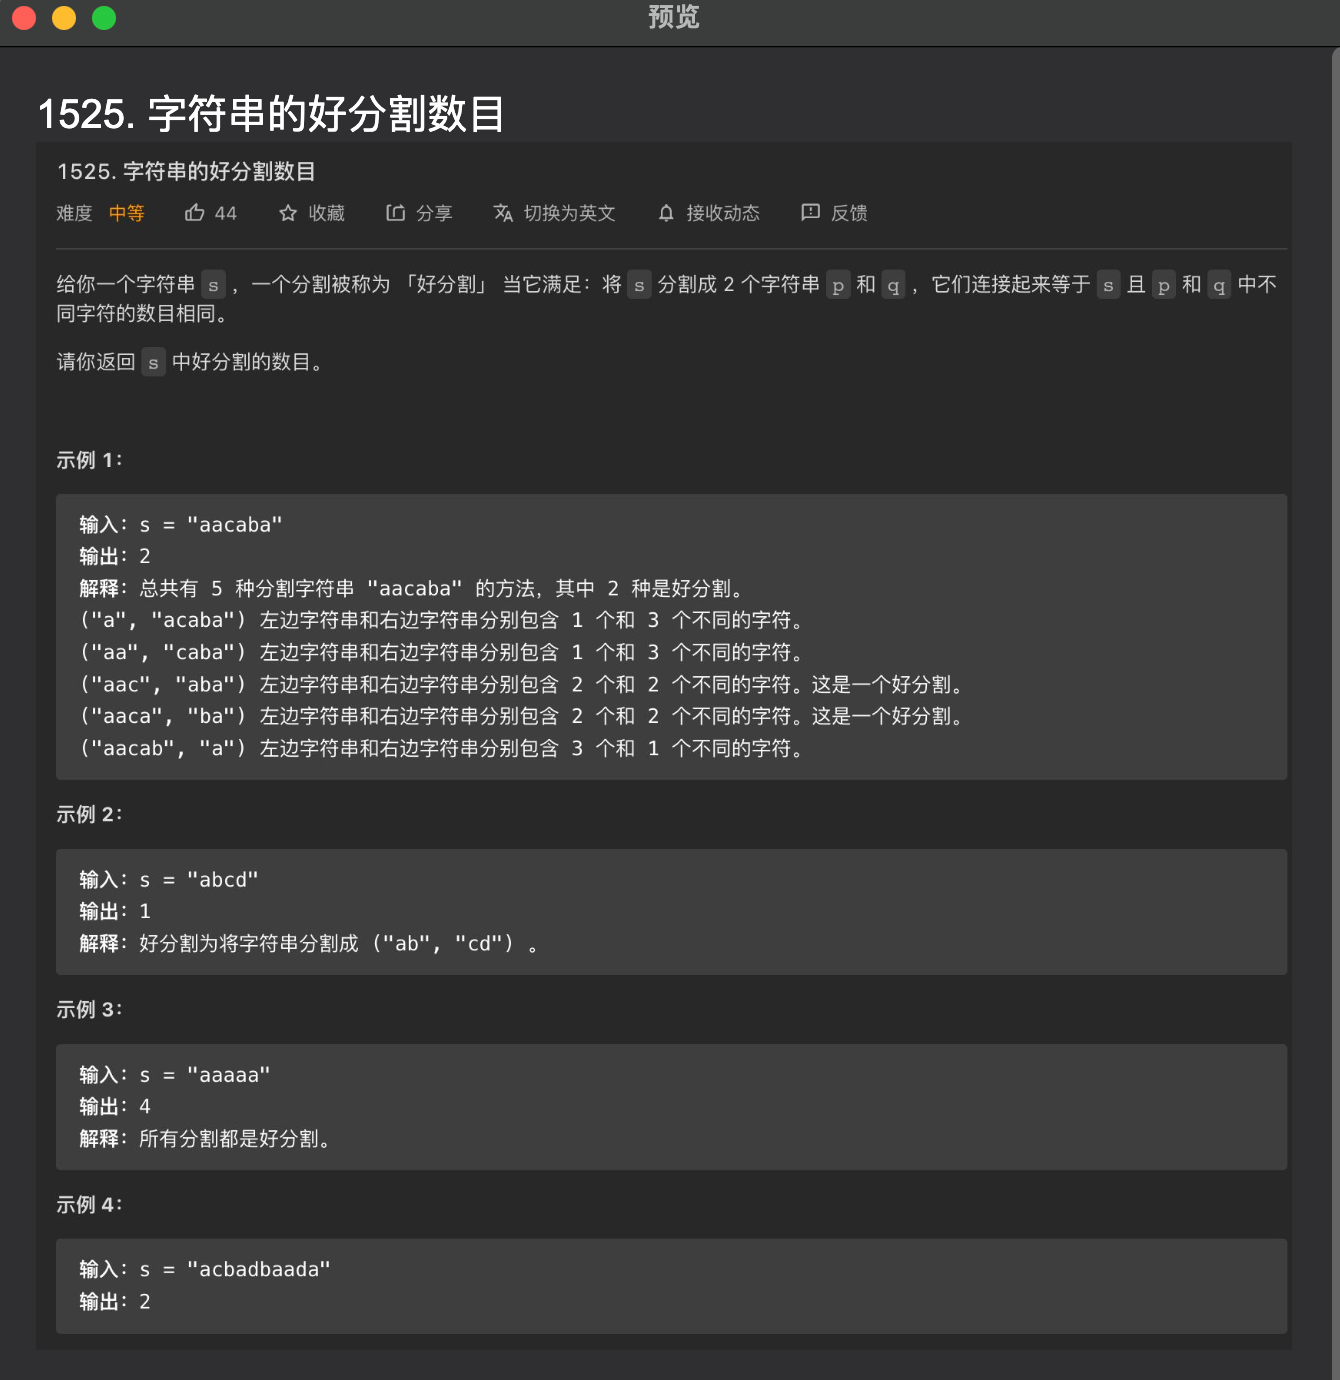 预览
1525. 字符串的好分割数目
1525. 字符串的好分割数目
难度 中等 44 收藏 分享 切换为英文 接收动态 反馈
给你一个字符串 s ，一个分割被称为 「好分割」 当它满足：将 s 分割成 2 个字符串 p 和 q ，它们连接起来等于 s 且 p 和 q 中不
同字符的数目相同。
请你返回 s 中好分割的数目。
示例 1：
输入：s = "aacaba"
输出：2
解释：总共有 5 种分割字符串 "aacaba" 的方法，其中 2 种是好分割。
("a", "acaba") 左边字符串和右边字符串分别包含 1 个和 3 个不同的字符。
("aa", "caba") 左边字符串和右边字符串分别包含 1 个和 3 个不同的字符。
("aac", "aba") 左边字符串和右边字符串分别包含 2 个和 2 个不同的字符。这是一个好分割。
("aaca", "ba") 左边字符串和右边字符串分别包含 2 个和 2 个不同的字符。这是一个好分割。
("aacab", "a") 左边字符串和右边字符串分别包含 3 个和 1 个不同的字符。
示例 2：
输入：s = "abcd"
输出：1
解释：好分割为将字符串分割成 ("ab", "cd") 。
示例 3：
输入：s = "aaaaa"
输出：4
解释：所有分割都是好分割。
示例 4：
输入：s = "acbadbaada"
输出：2